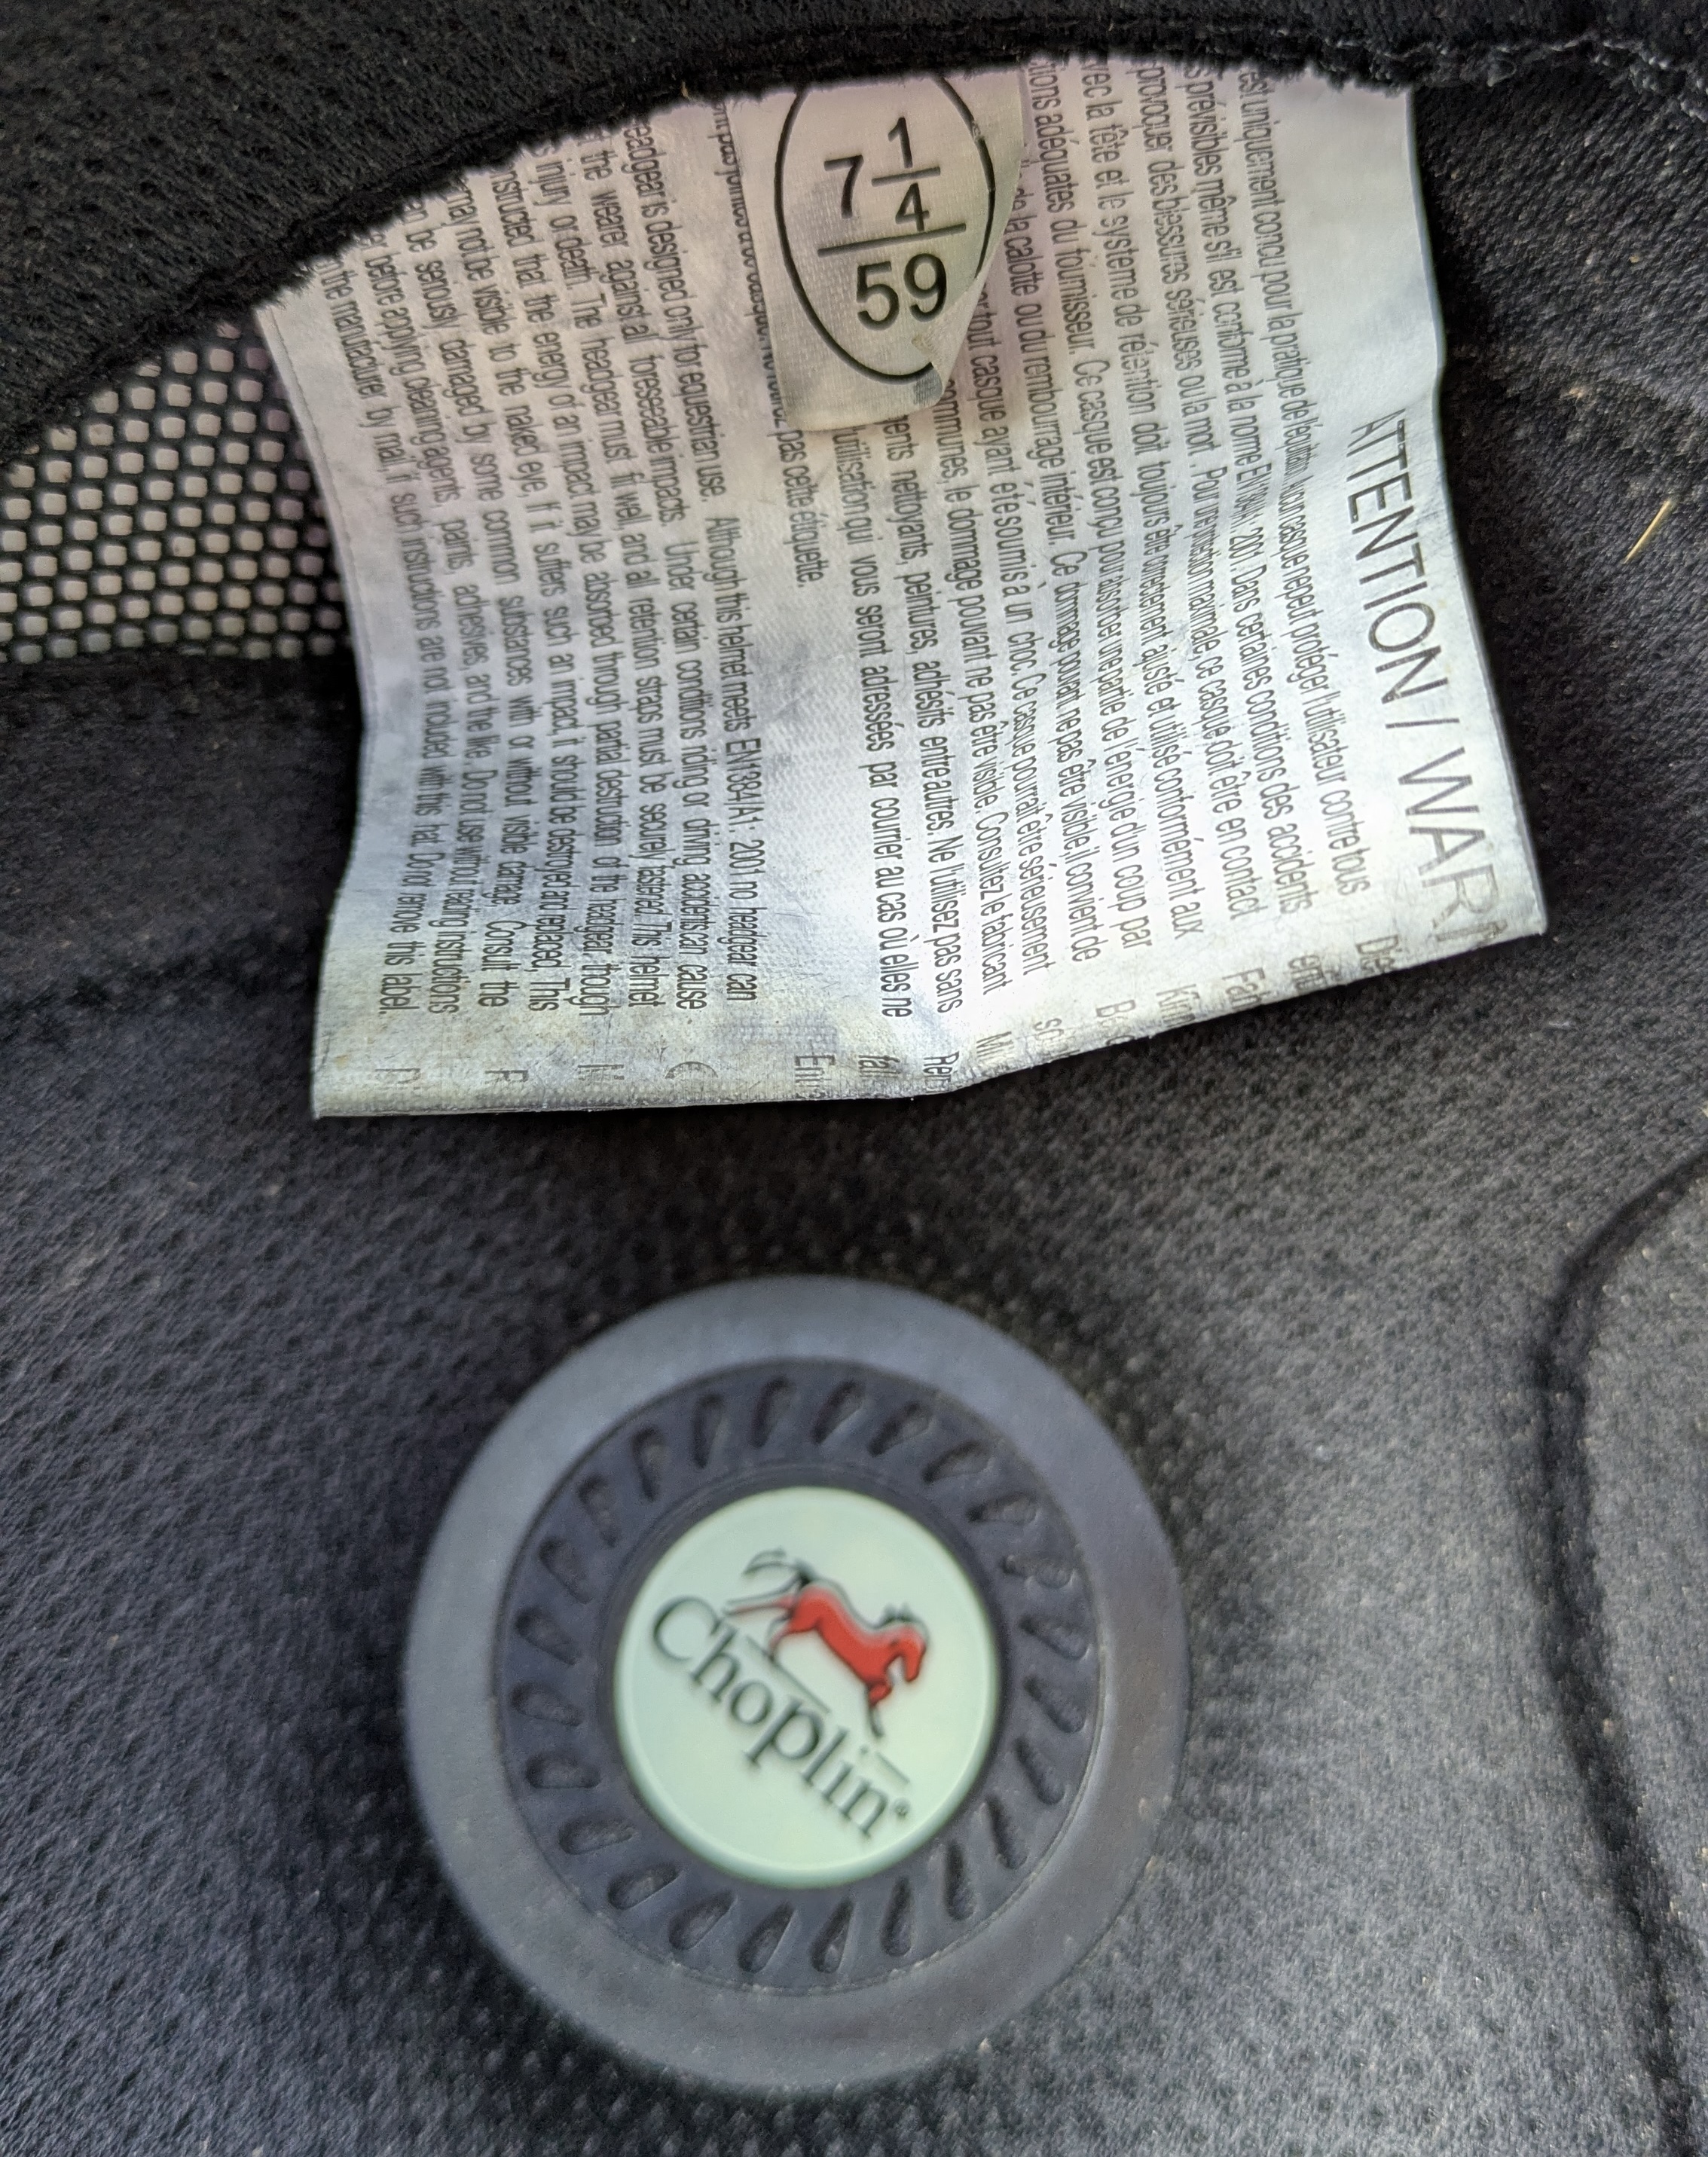 7 1/4
59
ATTENTION / WAR
est uniquement conçu pour la pratique de l'équitation. Aucun casque ne peut protéger l'utilisateur contre tous
s prévisibles même s'il est conforme à la norme EN1384/A1: 2001. Dans certaines conditions des accidents
provoquer des blessures sérieuses ou la mort. Pour une rétention maximale, ce casque doit être en contact
vec la tête et le système de rétention doit toujours être correctement ajusté et utilisé conformément aux
tions adéquates du fournisseur. Ce casque est conçu pour absorber une partie de l'énergie d'un coup par
de la calotte ou du rembourrage intérieur. Ce dommage pouvant ne pas être visible, il convient de
tout casque ayant été soumis à un choc. Ce casque pourrait être sérieusement
ommunes, le dommage pouvant ne pas être visible. Consultez le fabricant
ents nettoyants, peintures, adhésifs entre autres. Ne l'utilisez pas sans
utilisation qui vous seront adressées par courrier au cas où elles ne
pas cette étiquette.
eadgear is designed only for equestrian use. Although this helmet meets EN1384/A1: 2001 no headgear can
the wearer against all foreseeable impacts. Under certain conditions riding or driving accidents can cause
injury or death. The headgear must fit well and all retention straps must be securely fastened. This helmet
nstructed that the energy of an impact may be absorbed through partial destruction of the headgear, though
may not be visible to the naked eye, if it suffers such an impact, it should be destroyed and replaced. This
n be seriously damaged by some common substances with or without visible damage. Consult the
er before applying cleaning agents, paints, adhesives and the like. Do not use without reading instructions
the manufacturer by mail, if such instructions are not included with this hat. Do not remove this label.
Choplin®